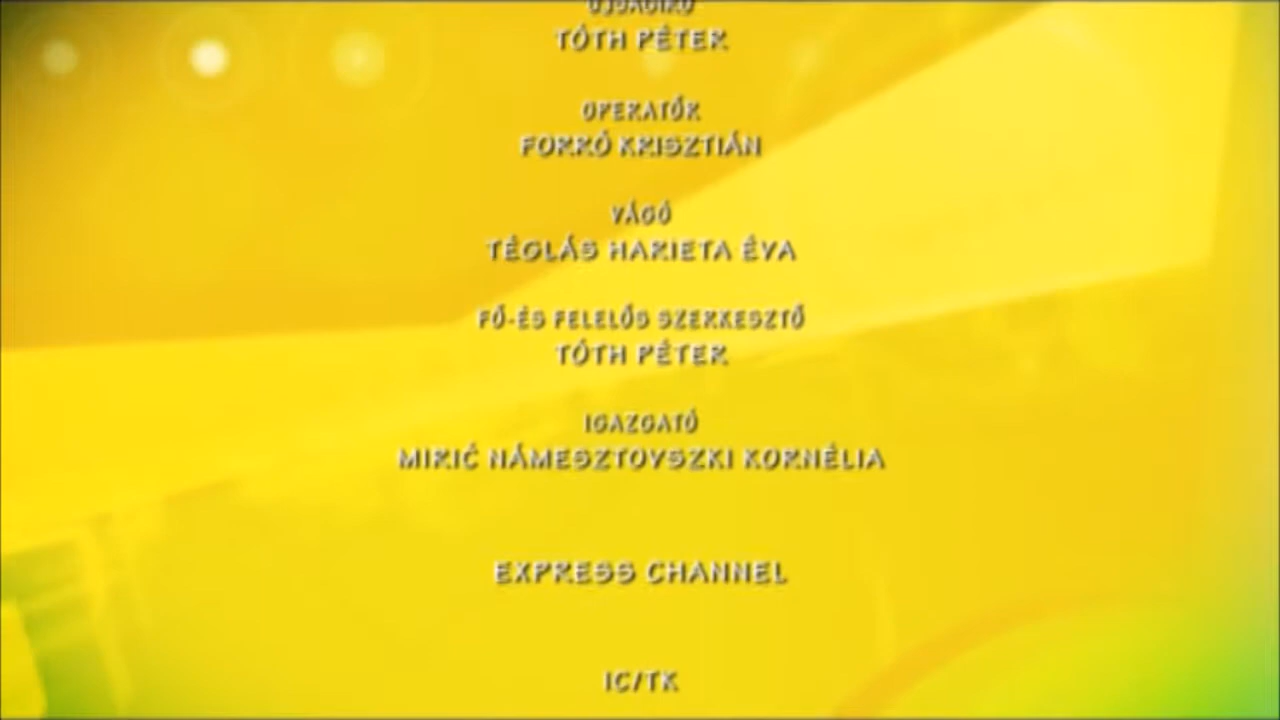 ÚJSÁGÍRÓ
TÓTH PÉTER
OPERATŐR
FORRÓ KRISZTIÁN
VÁGÓ
TÉGLÁS HARIETA ÉVA
FŐ-ÉS FELELŐS SZERKESZTŐ
TÓTH PÉTER
IGAZGATÓ
MIRIĆ NÁMESZTOVSZKI KORNÉLIA
EXPRESS CHANNEL
IC/TK